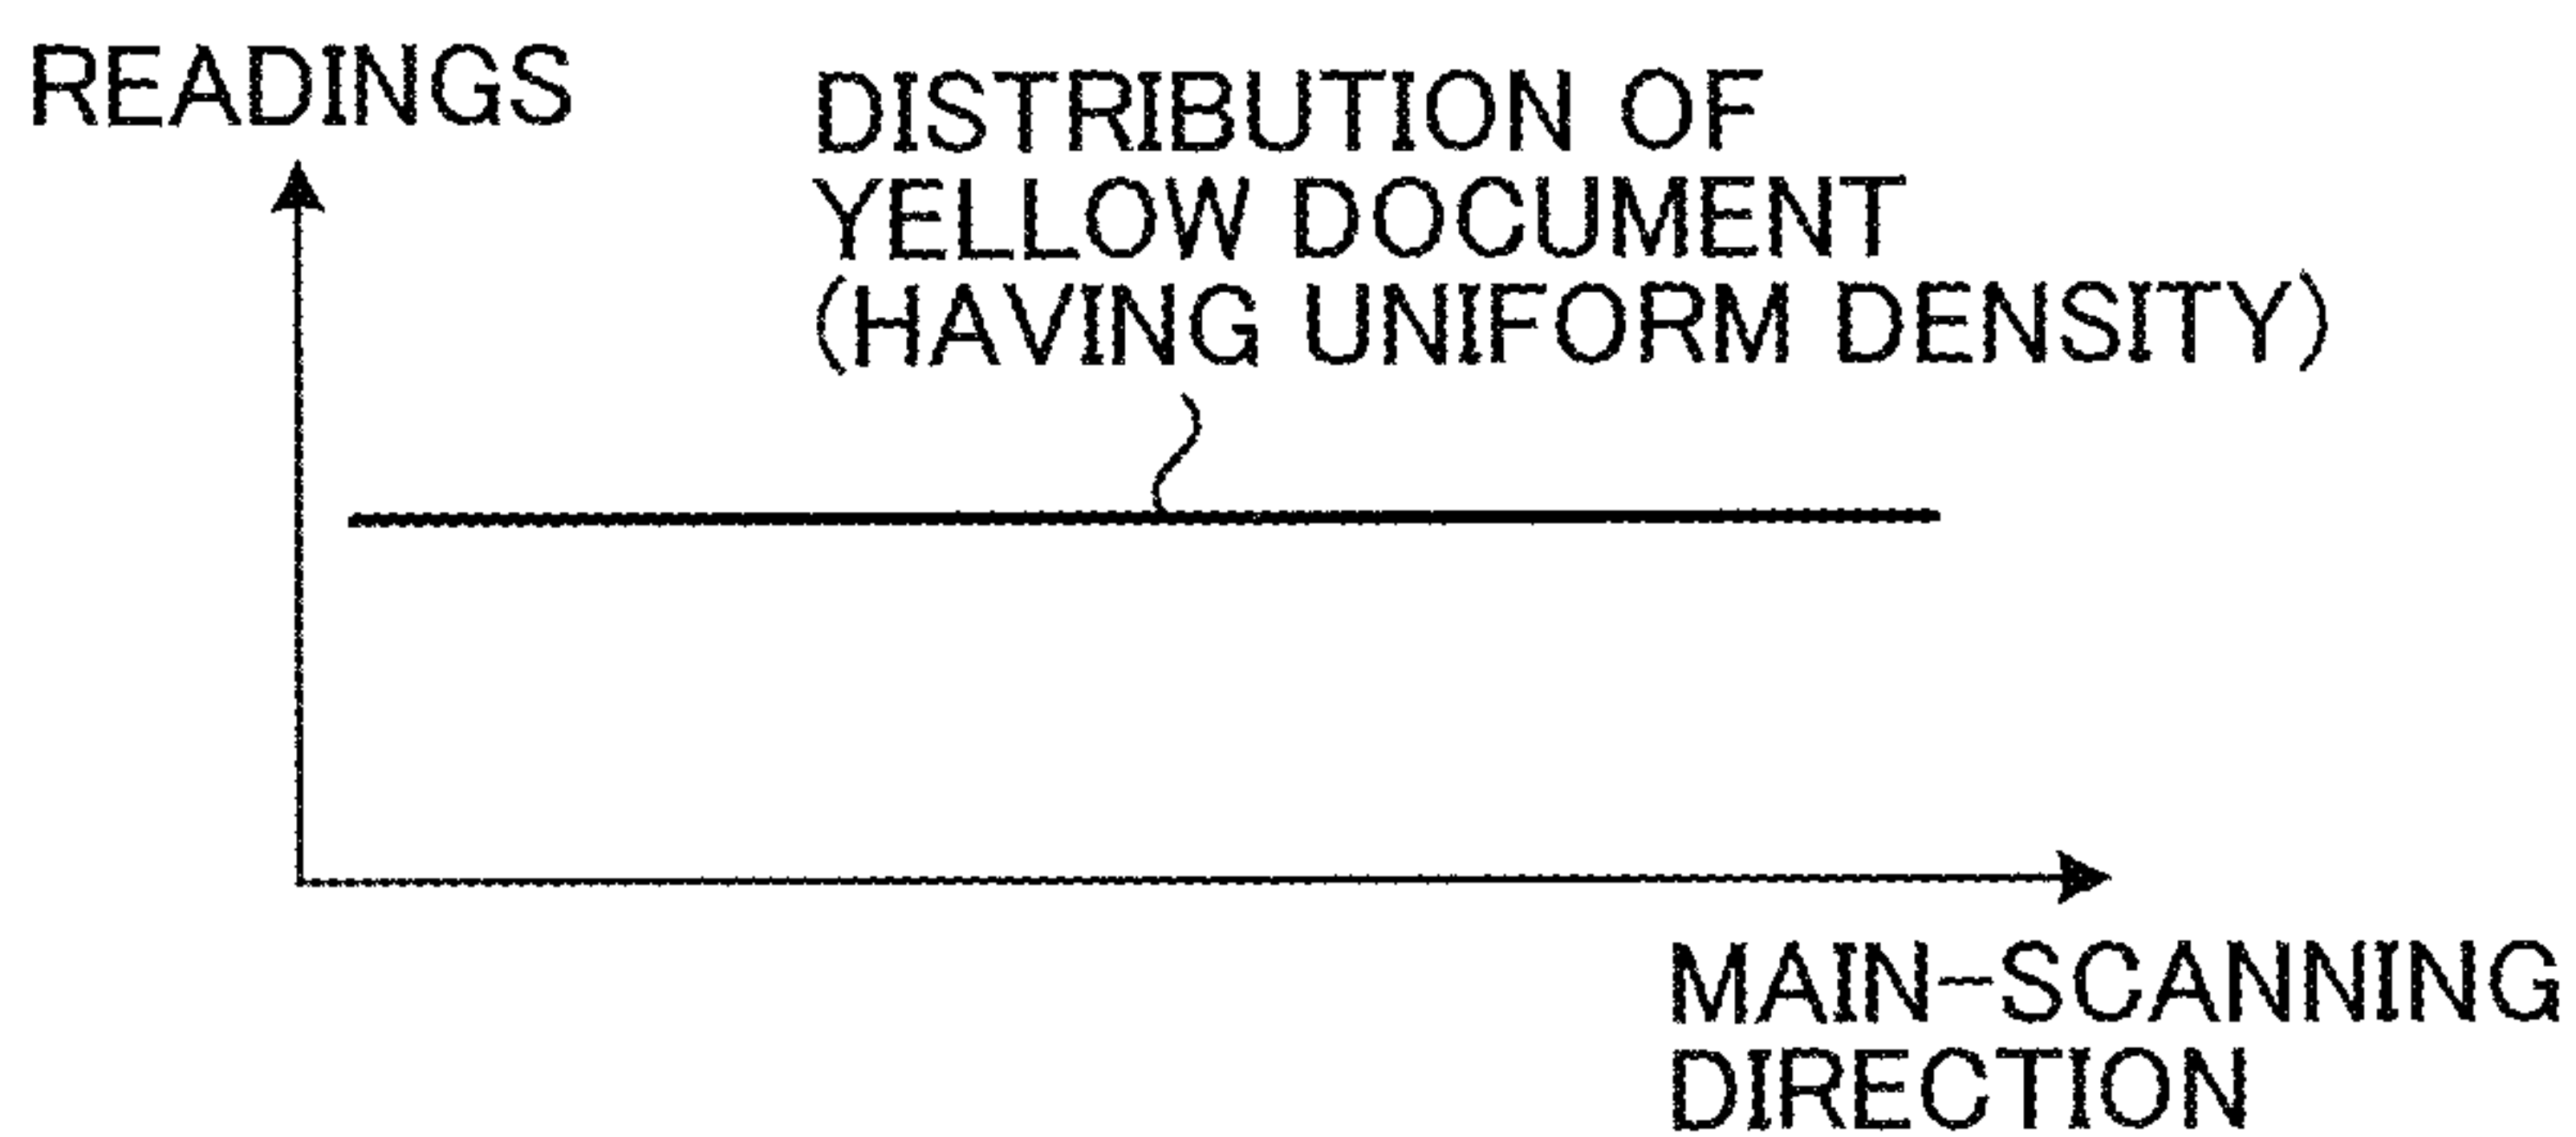 READINGS
DISTRIBUTION OF
YELLOW DOCUMENT
(HAVING UNIFORM DENSITY)
MAIN-SCANNING
DIRECTION